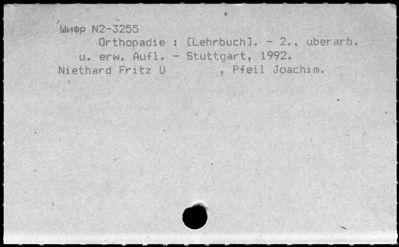 Шифр N2-3255
Orthopadie : [Lehrbuch]. - 2., uberarb.
u. erw. Aufl. - Stuttgart, 1992.
Niethard Fritz U , Pfeil Joachim.